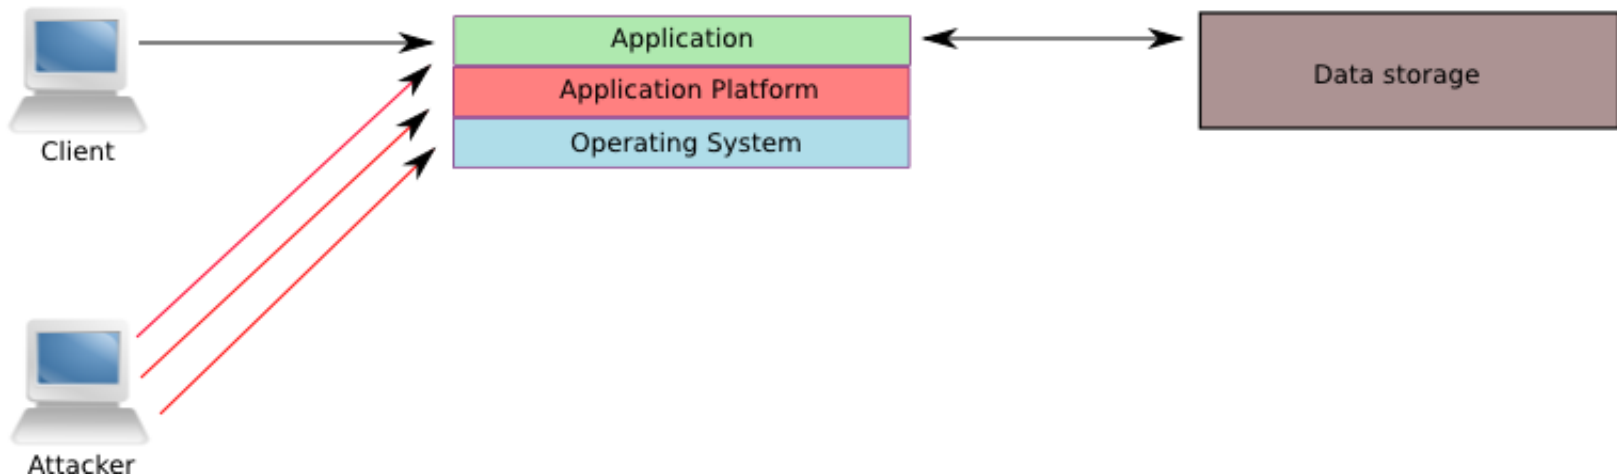 Application
Data storage
Application Platform
Operating System
Client
Attacker